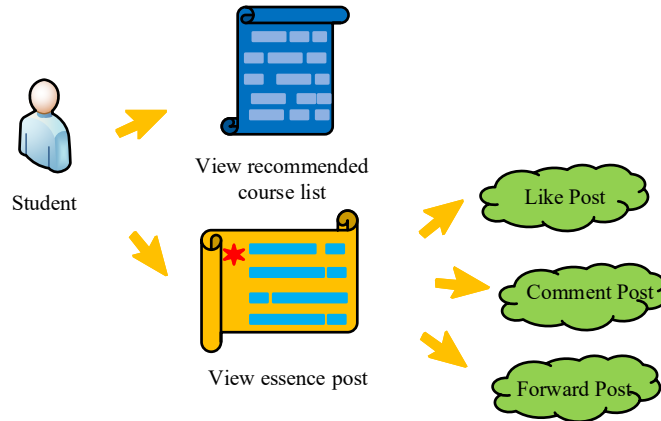 Student
View recommended
course list
View essence post
Like Post
Comment Post
Forward Post